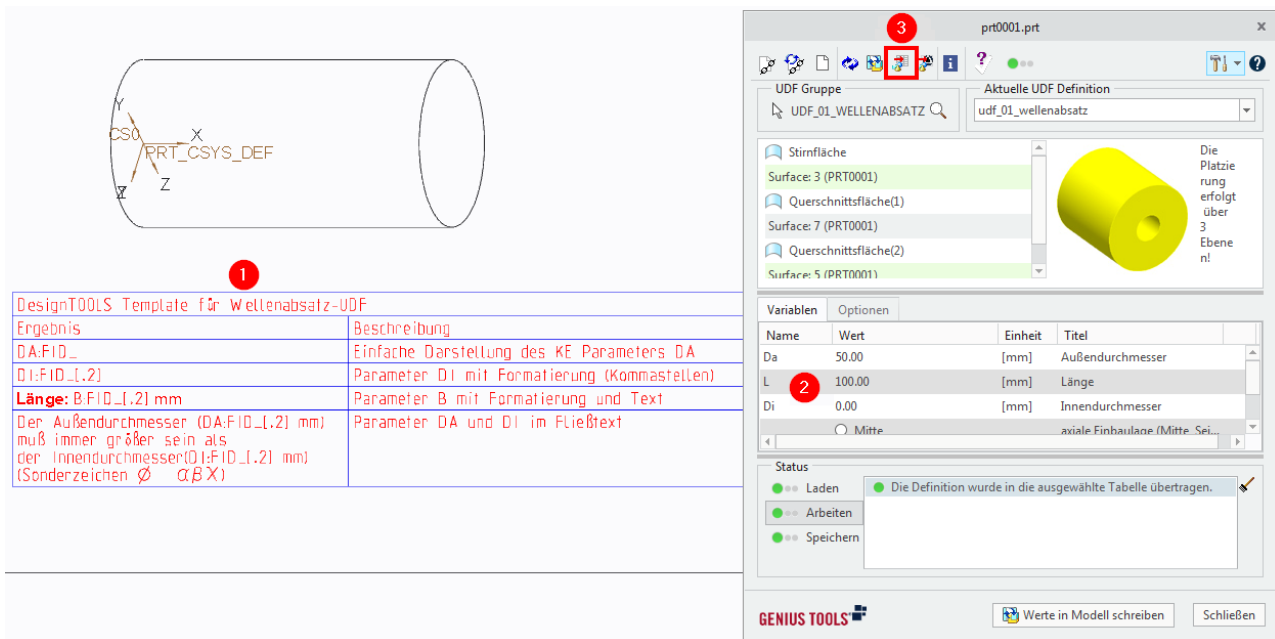 3
prt0001.prt
x
UDF Gruppe
Aktuelle UDF Definition
UDF_01_WELLENABSATZ
udf_01_wellenabsatz
Y
CS0
X
PRT_CSYS_DEF
Z
Stirnfläche
Surface: 3 (PRT0001)
Querschnittsfläche(1)
Surface: 7 (PRT0001)
Querschnittsfläche(2)
Surface: 5 (PRT0001)
Die
Platzie
rung
erfolgt
über
3
Ebene
n!
1
DesignTOOLS Template für Wellenabsatz-UDF
Ergebnis Beschreibung
DA:FID_ Einfache Darstellung des KE Parameters DA
DI:FID_[.2] Parameter DI mit Formatierung (Kommastellen)
Länge: B:FID_[.2] mm Parameter B mit Formatierung und Text
Der Außendurchmesser (DA:FID_[.2] mm) Parameter DA und DI im Fließtext
muß immer größer sein als
der Innendurchmesser(DI:FID_[.2] mm)
(Sonderzeichen Ø αβχ)
Variablen Optionen
Name Wert Einheit Titel
Da 50.00 [mm] Außendurchmesser
L 2 100.00 [mm] Länge
Di 0.00 [mm] Innendurchmesser
Mitte axiale Einbaulage (Mitte, Sei...
Status
Laden Die Definition wurde in die ausgewählte Tabelle übertragen.
Arbeiten
Speichern
GENIUS TOOLS
Werte in Modell schreiben Schließen